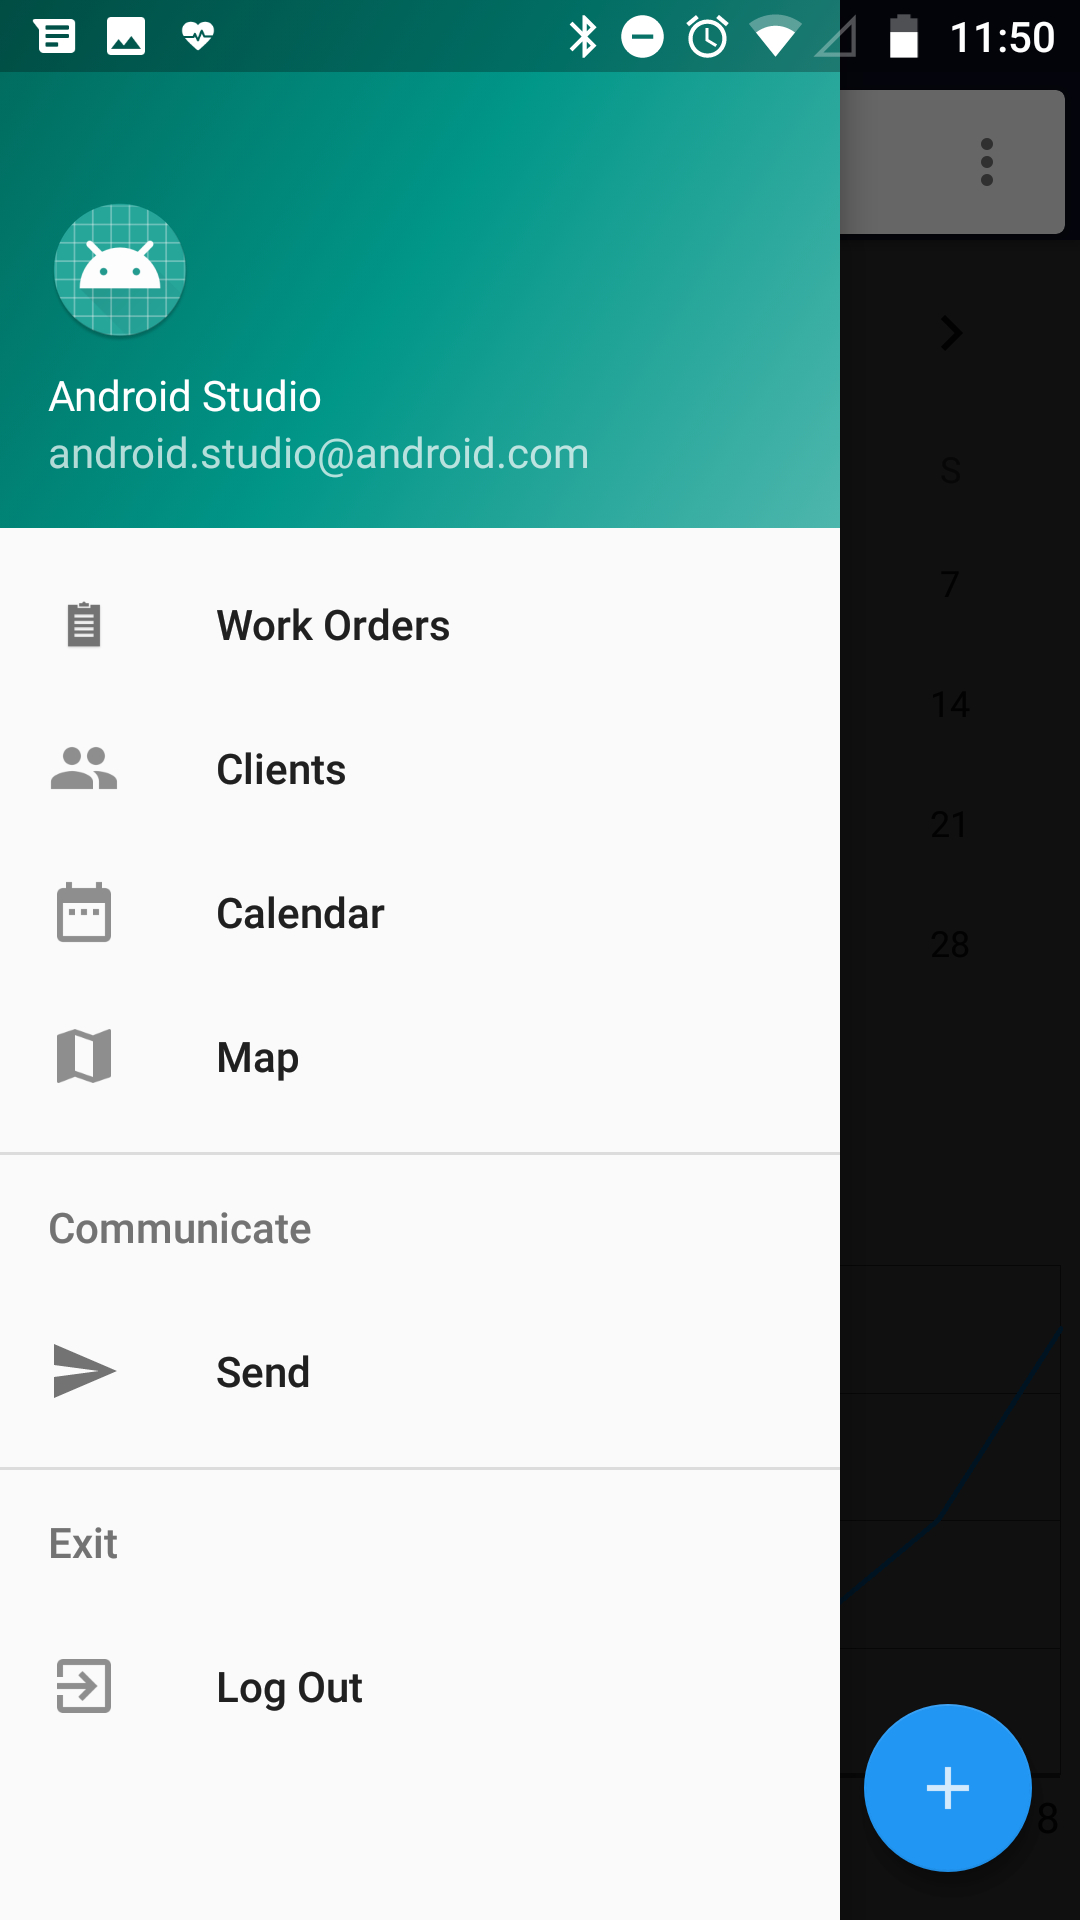 11:50
Android Studio
android.studio@android.com
S
7
14
21
28
Work Orders
Clients
Calendar
Map
Communicate
Send
Exit
Log Out
8